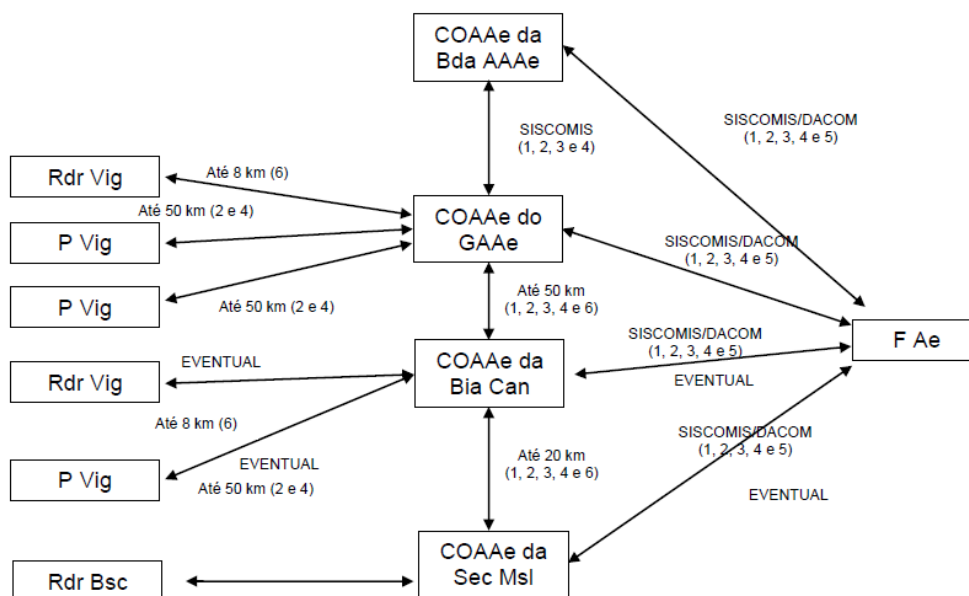 COAAe da
Bda AAAe
SISCOMIS/DACOM
(1, 2, 3, 4 e 5)
SISCOMIS
(1, 2, 3 e 4)
Rdr Vig
Até 8 km (6)
Até 50 km (2 e 4)
P Vig
COAAe do
GAAe
SISCOMIS/DACOM
(1, 2, 3, 4 e 5)
P Vig
Até 50 km (2 e 4)
Até 50 km
(1, 2, 3, 4 e 6)
SISCOMIS/DACOM
(1, 2, 3, 4 e 5)
F Ae
EVENTUAL
Rdr Vig
COAAe da
Bia Can
EVENTUAL
Até 8 km (6)
SISCOMIS/DACOM
(1, 2, 3, 4 e 5)
Até 20 km
(1, 2, 3, 4 e 6)
P Vig
EVENTUAL
Até 50 km (2 e 4)
EVENTUAL
COAAe da
Sec Msl
Rdr Bsc